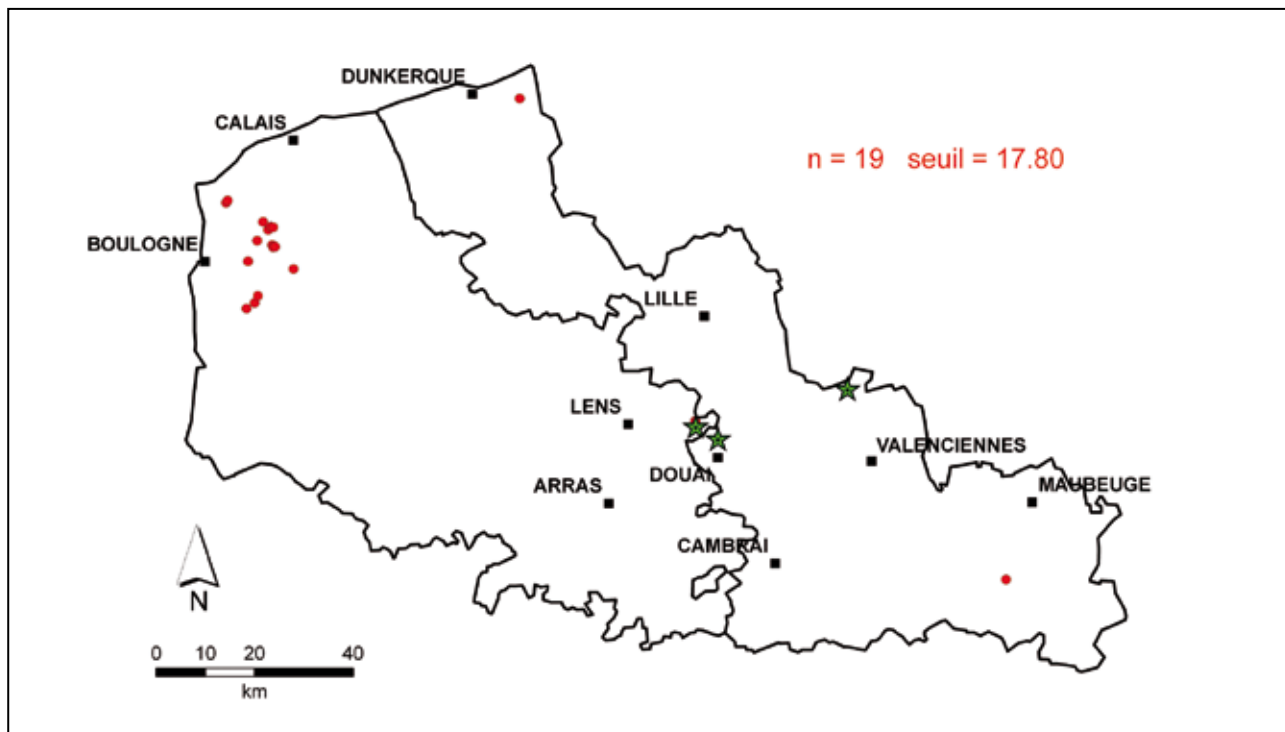 DUNKERQUE
CALAIS
n = 19 seuil = 17.80
BOULOGNE
LILLE
LENS
VALENCIENNES
DOUAI
MAUBEUGE
ARRAS
CAMBRAI
N
0 10 20 40
km